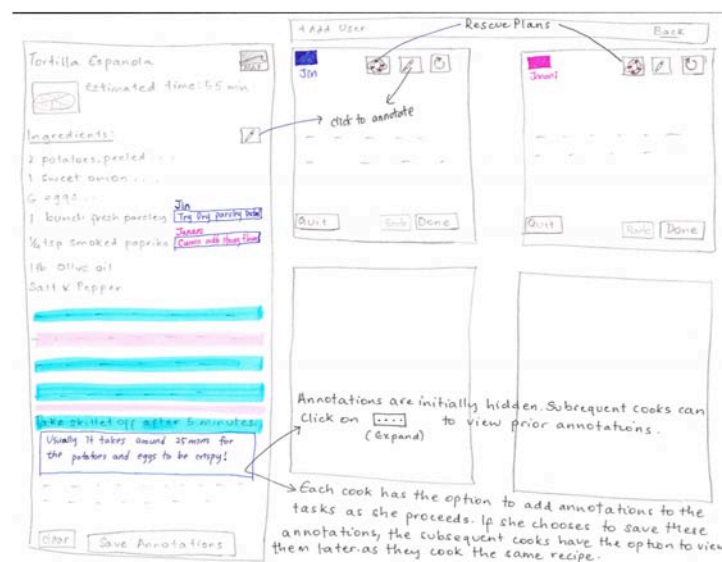 Tortilla Espanola
Estimated time: 55 min
Ingredients:
2 potatoes, peeled ...
1 sweet onion ...
6 eggs ...
1 bunch fresh parsley
Jin
Try Dry parsley
Janani
1/4 tsp smoked paprika
1 lb Olive oil
Salt & Pepper
Take skillet off after 5 minutes
Usually it takes around 25 mins for
the potatoes and eggs to be crispy!
Clear
Save Annotations
+ Add User
Rescue Plans
Back
Jin
click to annotate
Quit
Done
Janani
Quit
Done
Annotations are initially hidden. Subsequent cooks can
Click on .... to view prior annotations.
(Expand)
Each cook has the option to add annotations to the
tasks as she proceeds. If she chooses to save these
annotations, the subsequent cooks have the option to view
them later as they cook the same recipe.